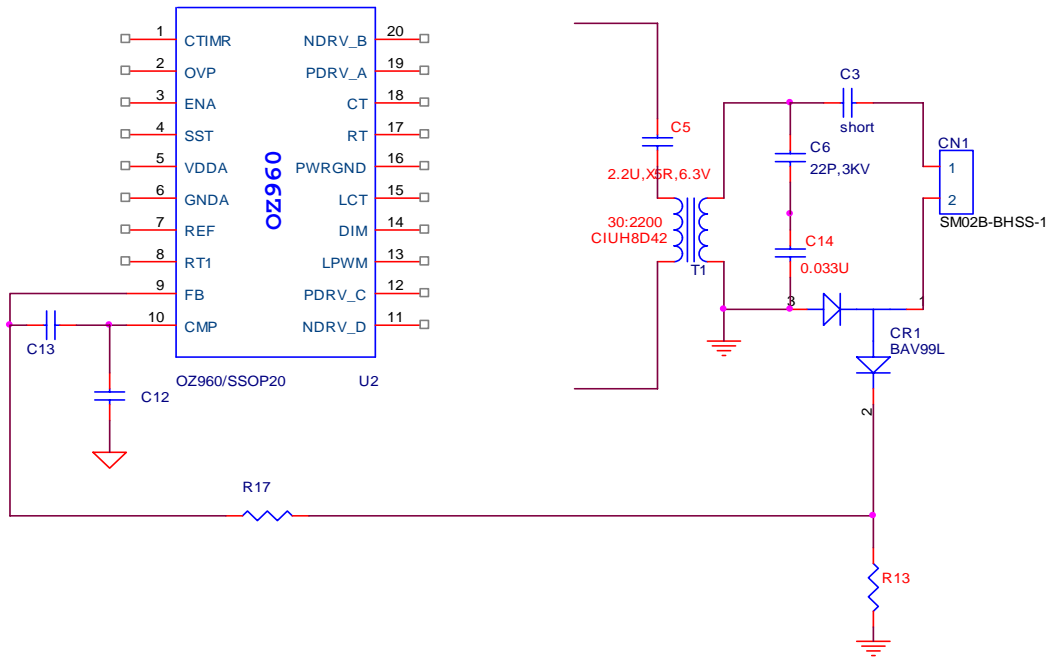 1 CTIMR NDRV_B 20
2 OVP PDRV_A 19
3 ENA CT 18
4 SST RT 17
5 VDDA PWRGND 16
6 GNDA LCT 15
7 REF DIM 14
8 RT1 LPWM 13
9 FB PDRV_C 12
10 CMP NDRV_D 11
OZ960
OZ960/SSOP20 U2
C13
C12
R17
C5
2.2U,X5R,6.3V
30:2200
CIUH8D42
T1
C3
short
C6
22P,3KV
C14
0.033U
CN1
1
2
SM02B-BHSS-1
3
1
CR1
BAV99L
2
R13